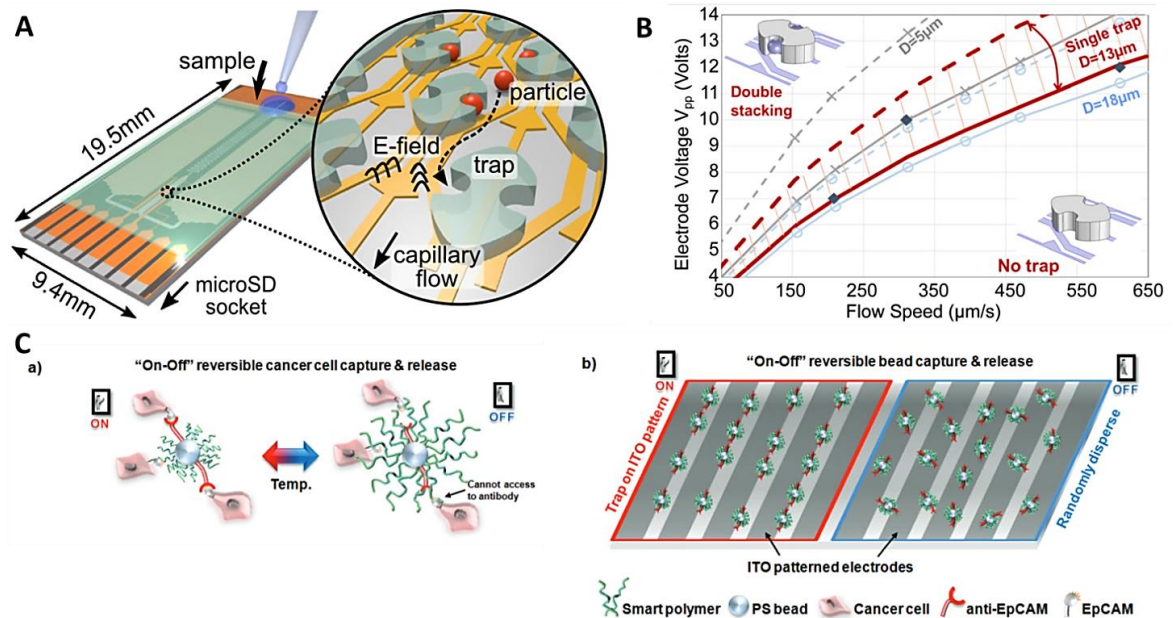 A
sample
19.5mm
9.4mm
microSD
socket
particle
E-field
trap
capillary
flow
B
Electrode Voltage Vpp (Volts)
14
13
12
11
10
9
8
7
6
5
4
D=5μm
Double
stacking
Single trap
D=13μm
D=18μm
No trap
50
150
250
350
450
550
650
Flow Speed (μm/s)
C
a)
"On-Off" reversible cancer cell capture & release
ON
OFF
Temp.
Cannot access
to antibody
b)
"On-Off" reversible bead capture & release
ON
OFF
Trap on ITO pattern
Randomly disperse
ITO patterned electrodes
Smart polymer
PS bead
Cancer cell
anti-EpCAM
EpCAM